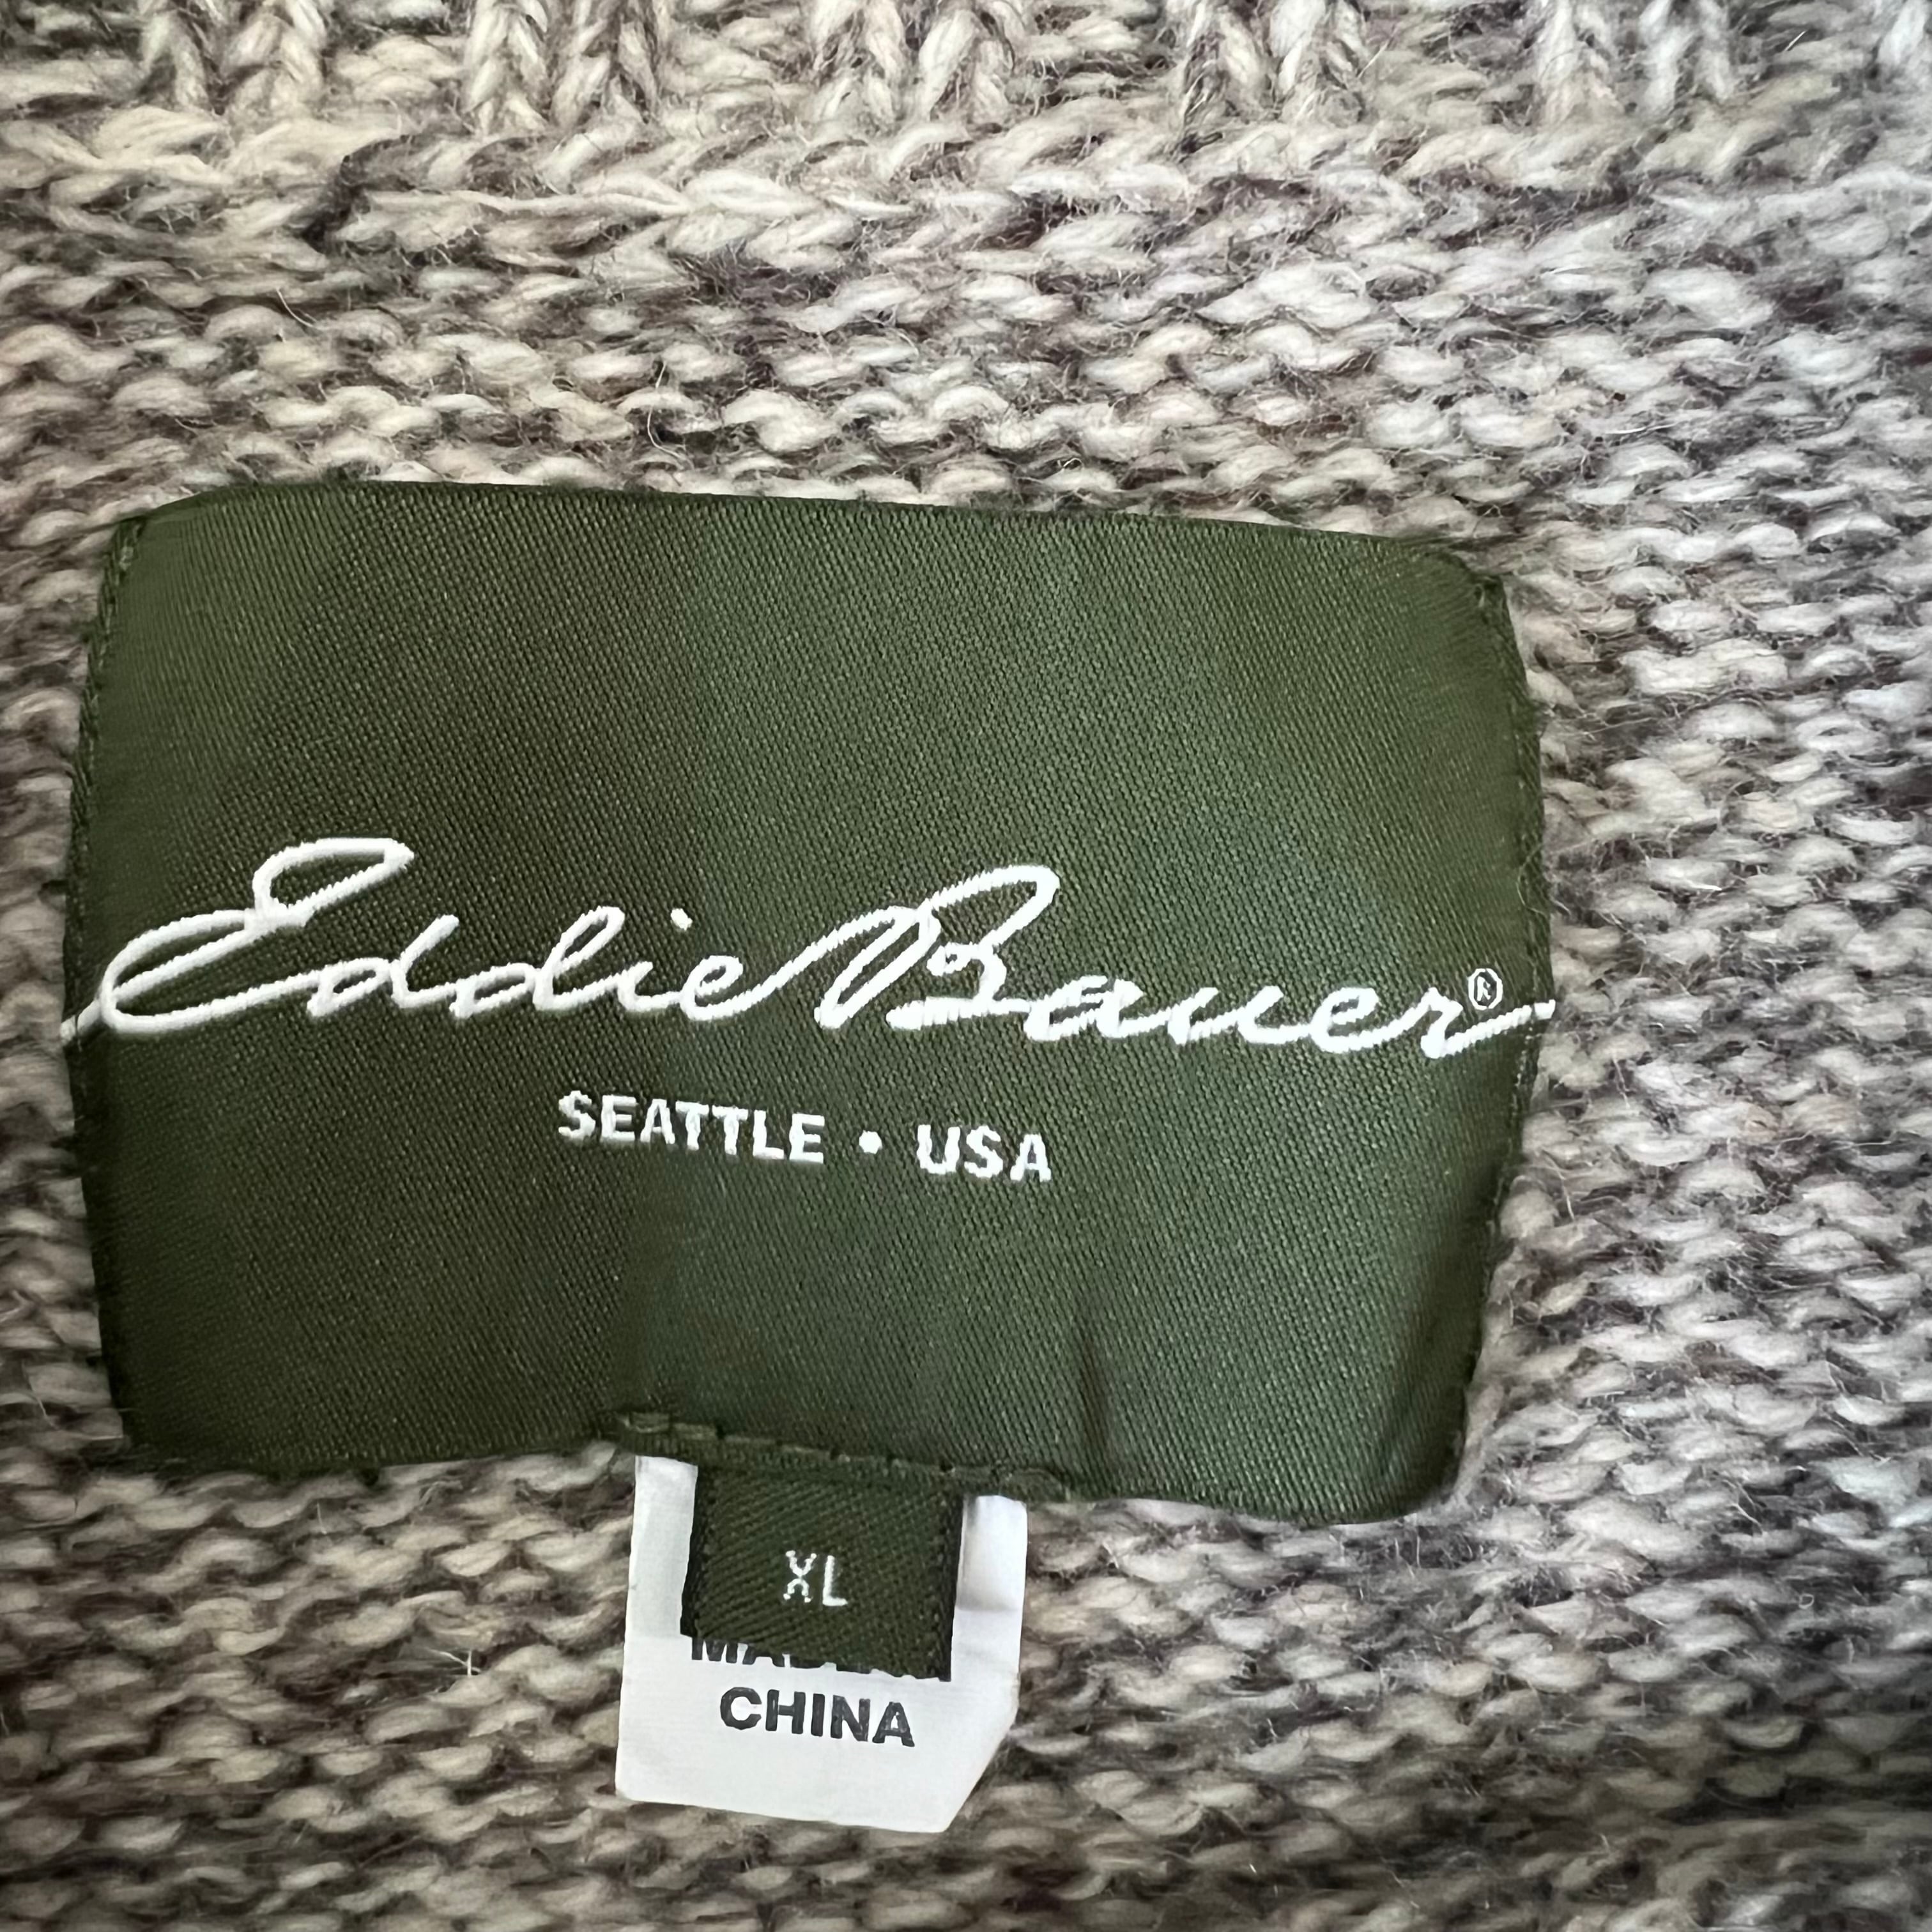 Eddie Bauer®
SEATTLE • USA
XL
CHINA